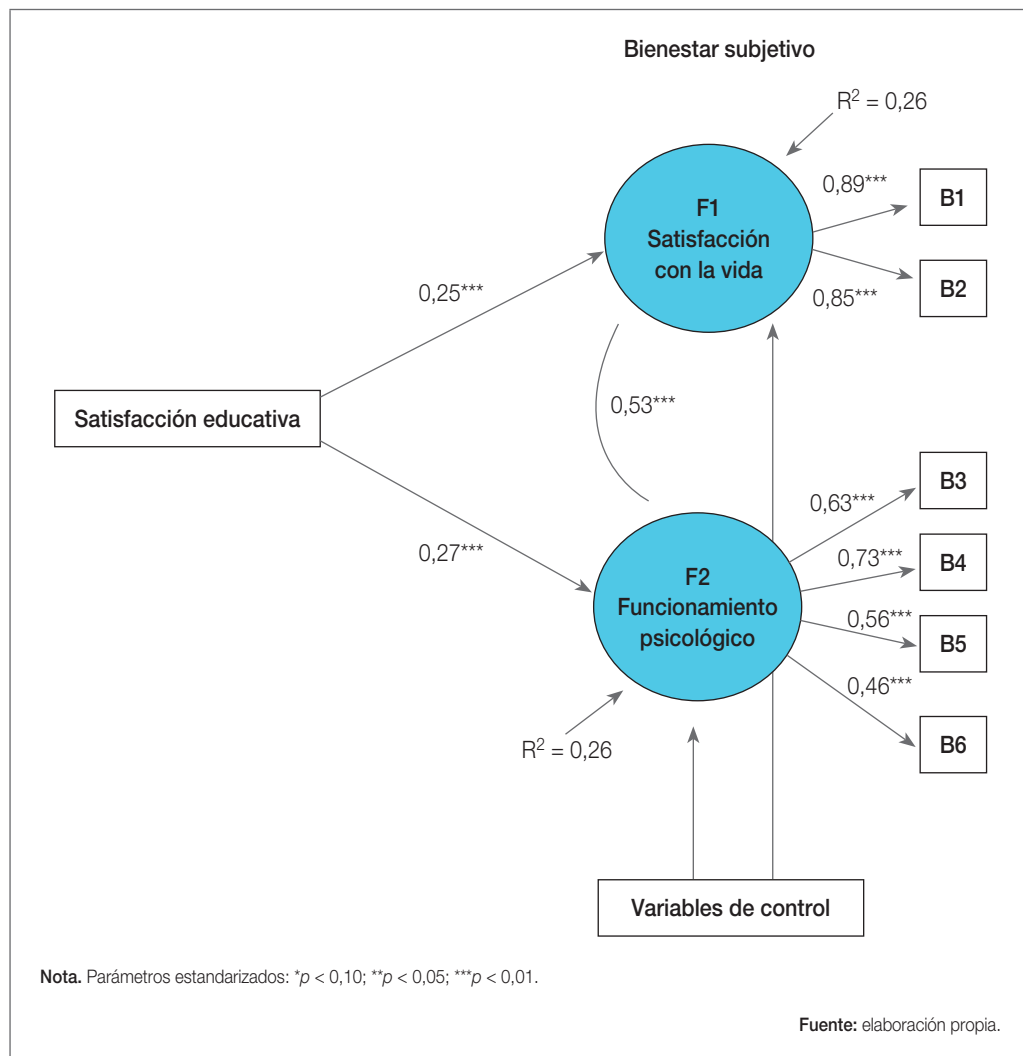 Bienestar subjetivo
R² = 0,26
0,89***
B1
F1
Satisfacción
con la vida
0,25***
0,85***
B2
Satisfacción educativa
0,53***
B3
0,63***
0,27***
0,73***
B4
F2
Funcionamiento
psicológico
0,56***
B5
0,46***
R² = 0,26
B6
Variables de control
Nota. Parámetros estandarizados: *p < 0,10; **p < 0,05; ***p < 0,01.
Fuente: elaboración propia.